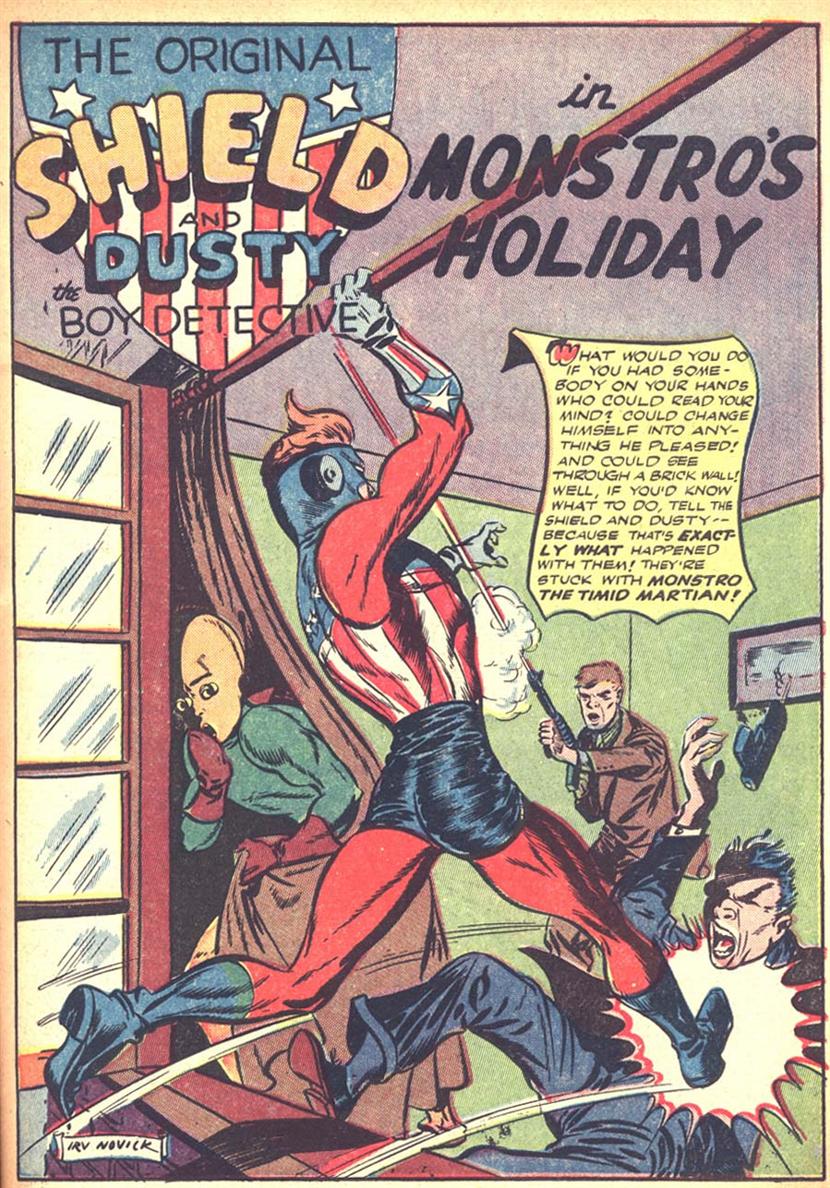 THE ORIGINAL
SHIELD
AND
DUSTY
the
BOY DETECTIVE
in
MONSTRO'S
HOLIDAY
WHAT WOULD YOU DO
IF YOU HAD SOME-
BODY ON YOUR HANDS
WHO COULD READ YOUR
MIND? COULD CHANGE
HIMSELF INTO ANY-
THING HE PLEASED!
AND COULD SEE
THROUGH A BRICK WALL!
WELL, IF YOU'D KNOW
WHAT TO DO, TELL THE
SHIELD AND DUSTY--
BECAUSE THAT'S EXACT-
LY WHAT HAPPENED
WITH THEM! THEY'RE
STUCK WITH MONSTRO
THE TIMID MARTIAN!
IRV NOVICK